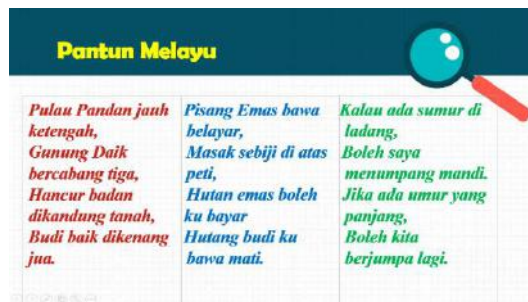 Pantun Melayu
Pulau Pandan jauh
ketengah,
Gunung Daik
bercabang tiga,
Hancur badan
dikandung tanah,
Budi baik dikenang
jua.
Pisang Emas bawa
belayar,
Masak sebiji di atas
peti,
Hutan emas boleh
ku bayar
Hutang budi ku
bawa mati.
Kalau ada sumur di
ladang,
Boleh saya
menumpang mandi.
Jika ada umur yang
panjang,
Boleh kita
berjumpa lagi.